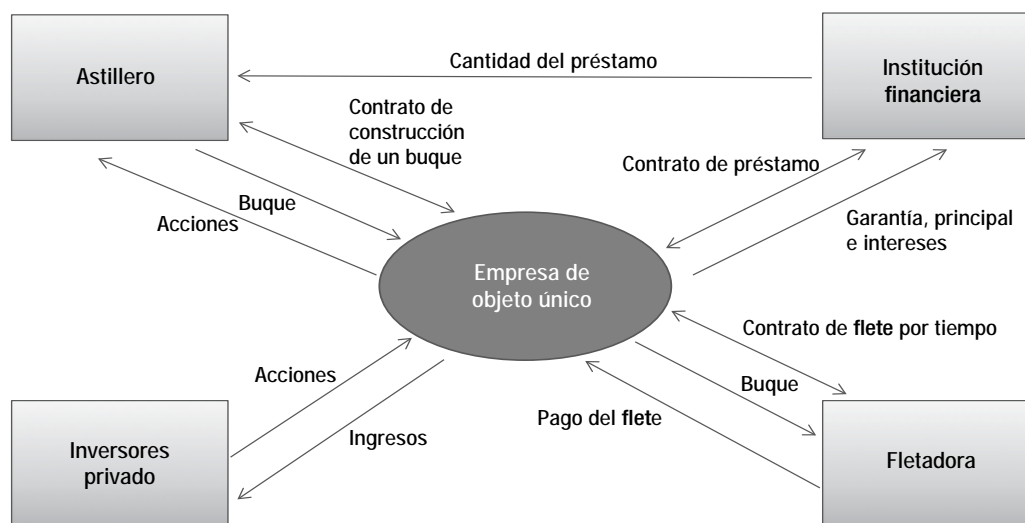 Astillero
Cantidad del préstamo
Institución
financiera
Contrato de
construcción
de un buque
Contrato de préstamo
Buque
Acciones
Garantía, principal
e intereses
Empresa de
objeto único
Contrato de flete por tiempo
Acciones
Buque
Pago del flete
Ingresos
Inversores
privado
Fletadora